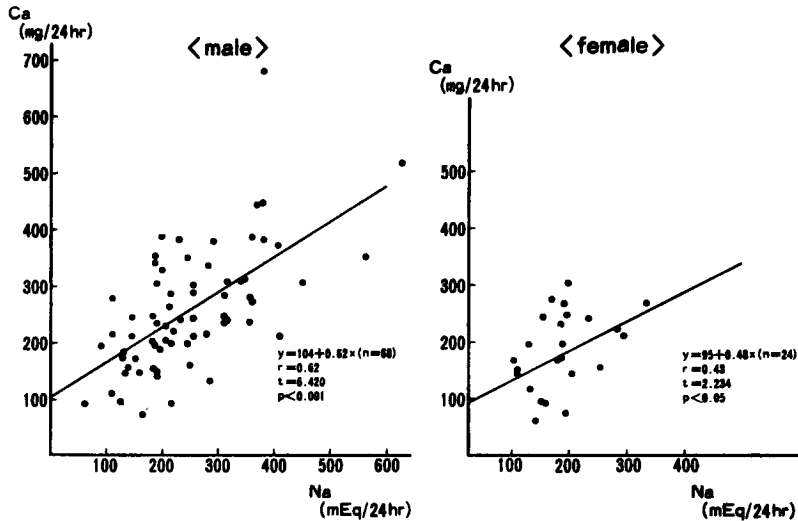 Ca
(mg/24hr)
<male>
700
600
500
400
300
200
100
y=104+0.62×(n=68)
r=0.62
t=6.420
p<0.001
100 200 300 400 500 600
Na
(mEq/24hr)
<female>
Ca
(mg/24hr)
500
400
300
200
100
y=95+0.48×(n=24)
r=0.43
t=2.234
p<0.05
100 200 300 400
Na
(mEq/24hr)